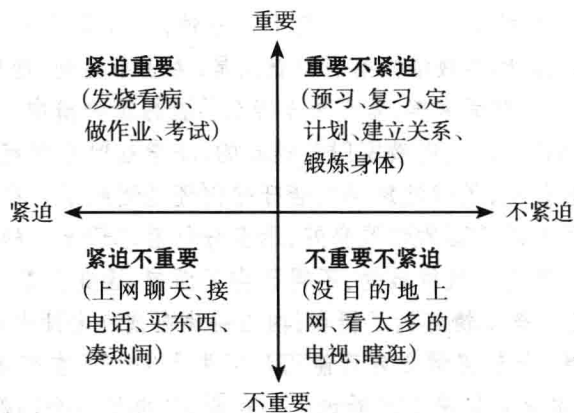 重要
紧迫重要
(发烧看病、
做作业、考试)
重要不紧迫
(预习、复习、定
计划、建立关系、
锻炼身体)
紧迫
不紧迫
紧迫不重要
(上网聊天、接
电话、买东西、
凑热闹)
不重要不紧迫
(没目的地上
网、看太多的
电视、瞎逛)
不重要